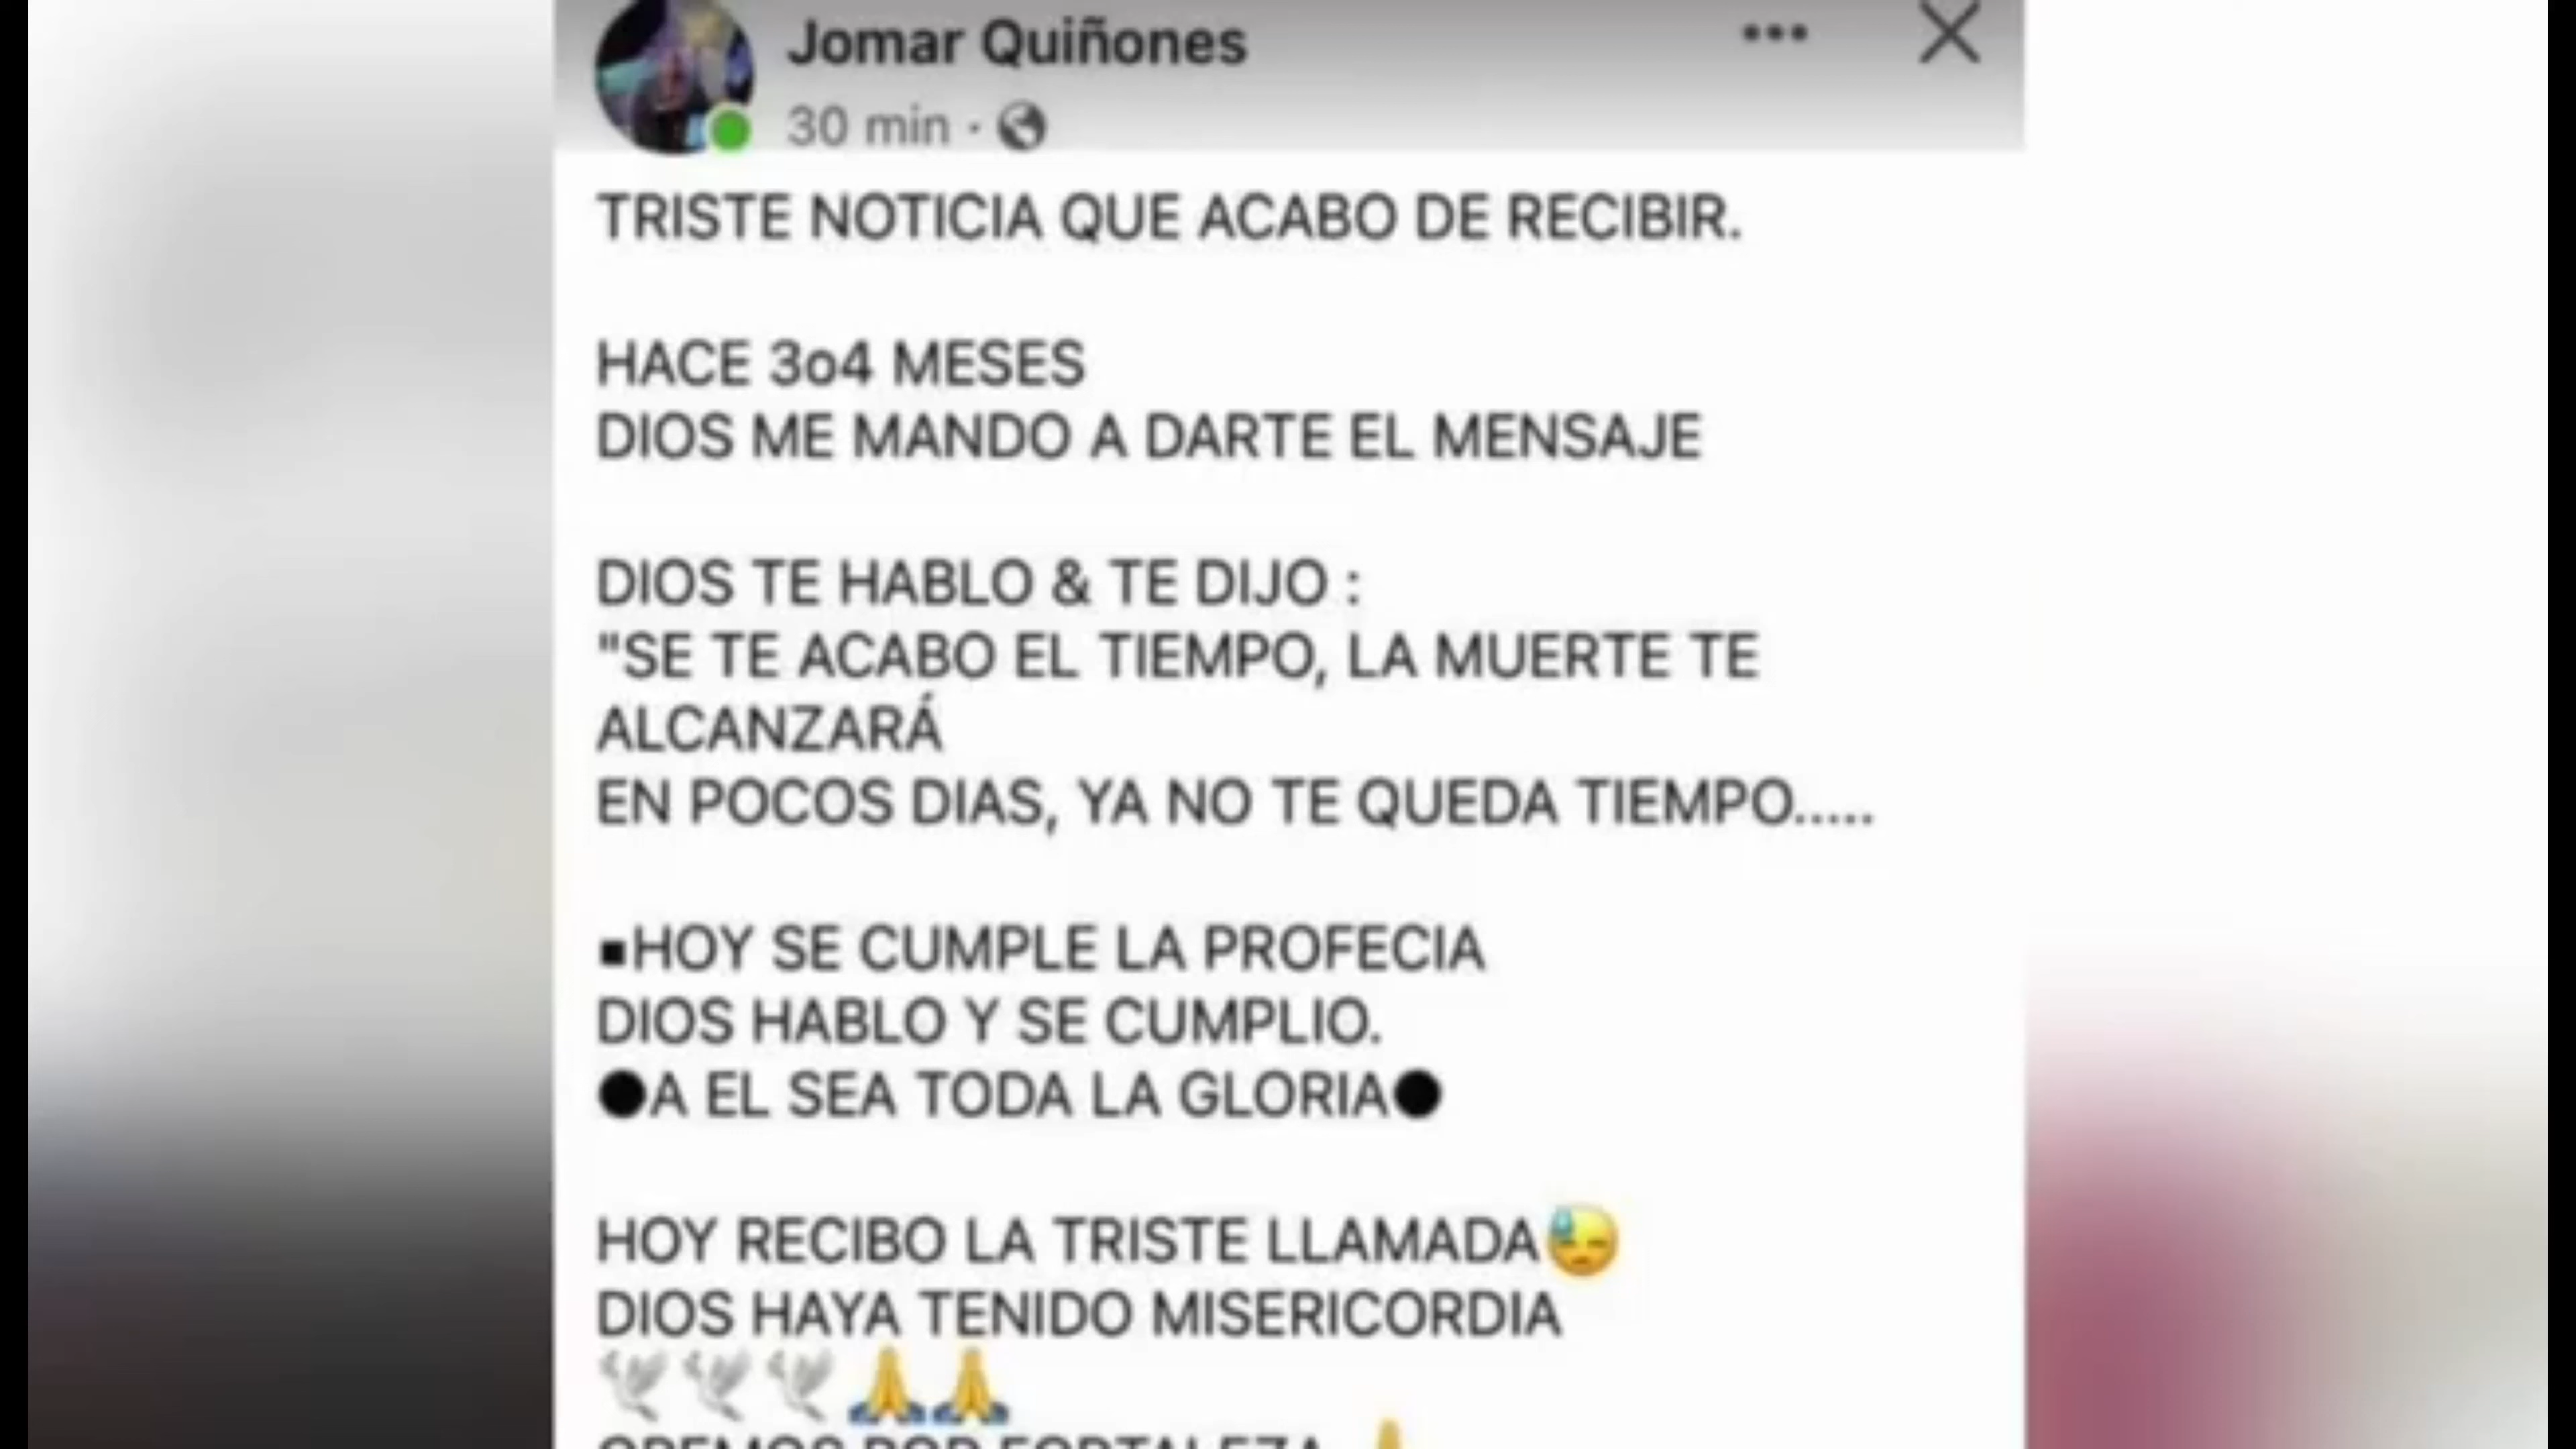 Jomar Quiñones
30 min ·
TRISTE NOTICIA QUE ACABO DE RECIBIR.
HACE 3o4 MESES
DIOS ME MANDO A DARTE EL MENSAJE
DIOS TE HABLO & TE DIJO :
"SE TE ACABO EL TIEMPO, LA MUERTE TE
ALCANZARÁ
EN POCOS DIAS, YA NO TE QUEDA TIEMPO.....
▪HOY SE CUMPLE LA PROFECIA
DIOS HABLO Y SE CUMPLIO.
●A EL SEA TODA LA GLORIA●
HOY RECIBO LA TRISTE LLAMADA😓
DIOS HAYA TENIDO MISERICORDIA
🕊🕊🕊🙏🙏
OREMOS POR FORTALEZA 🙏